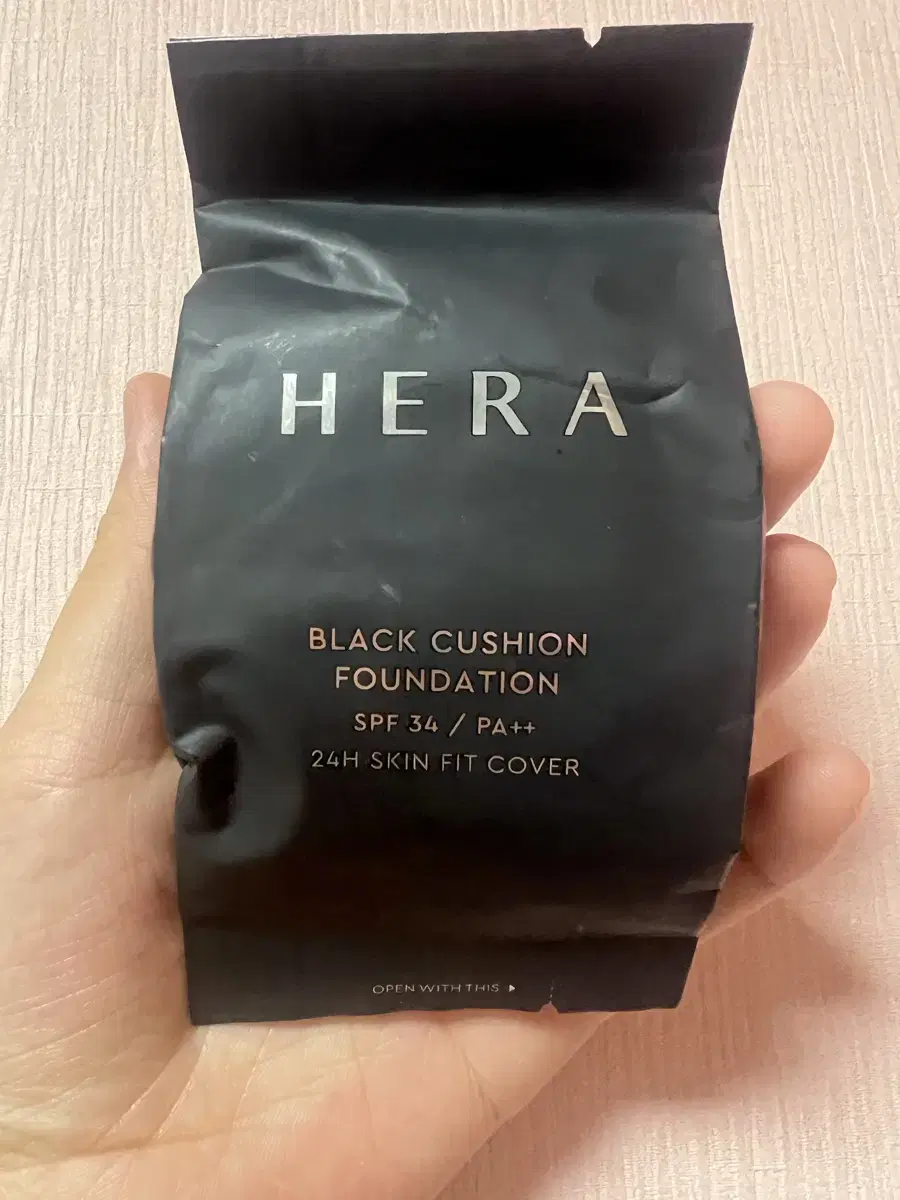 HERA
BLACK CUSHION
FOUNDATION
SPF 34 / PA++
24H SKIN FIT COVER
OPEN WITH THIS ▶